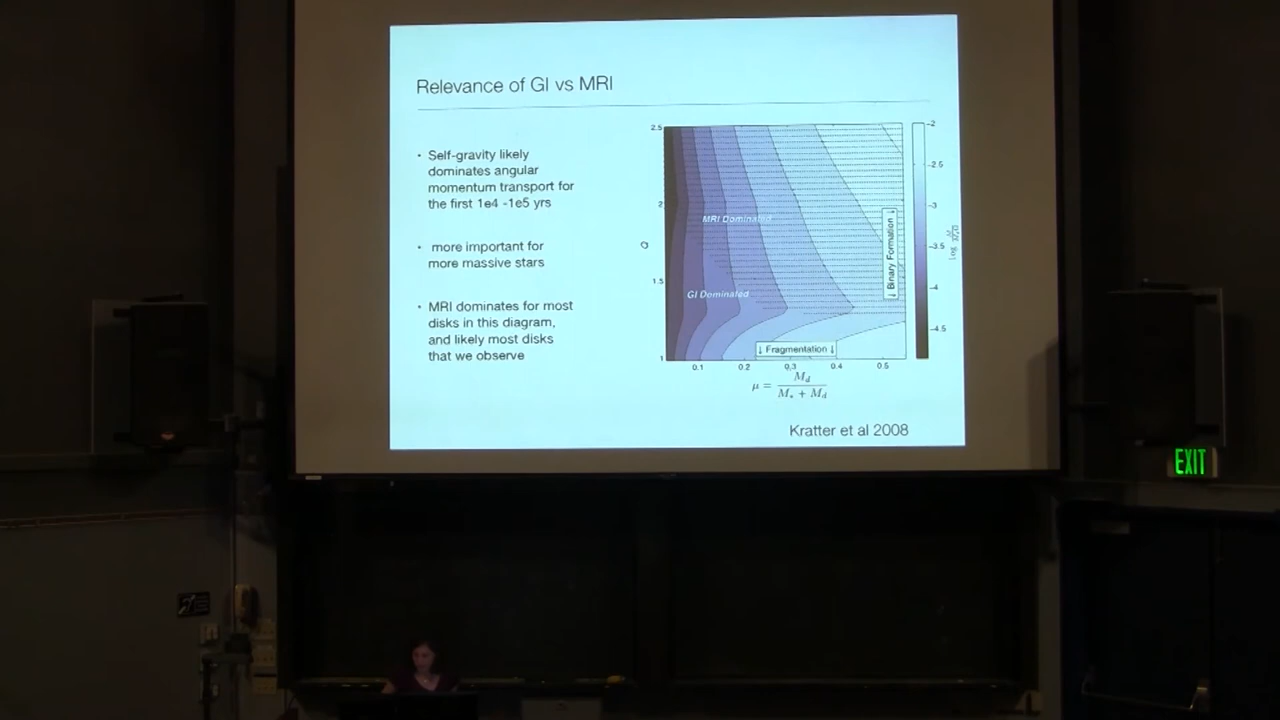 Relevance of GI vs MRI
• Self-gravity likely
dominates angular
momentum transport for
the first 1e4 -1e5 yrs
• more important for
more massive stars
• MRI dominates for most
disks in this diagram,
and likely most disks
that we observe
2.5
2
1.5
1
Q
MRI Dominated
GI Dominated
↓ Binary Formation ↓
↓ Fragmentation ↓
0.1 0.2 0.3 0.4 0.5
μ = M_d / (M_* + M_d)
-2
-2.5
-3
-3.5
-4
-4.5
log
Kratter et al 2008
EXIT